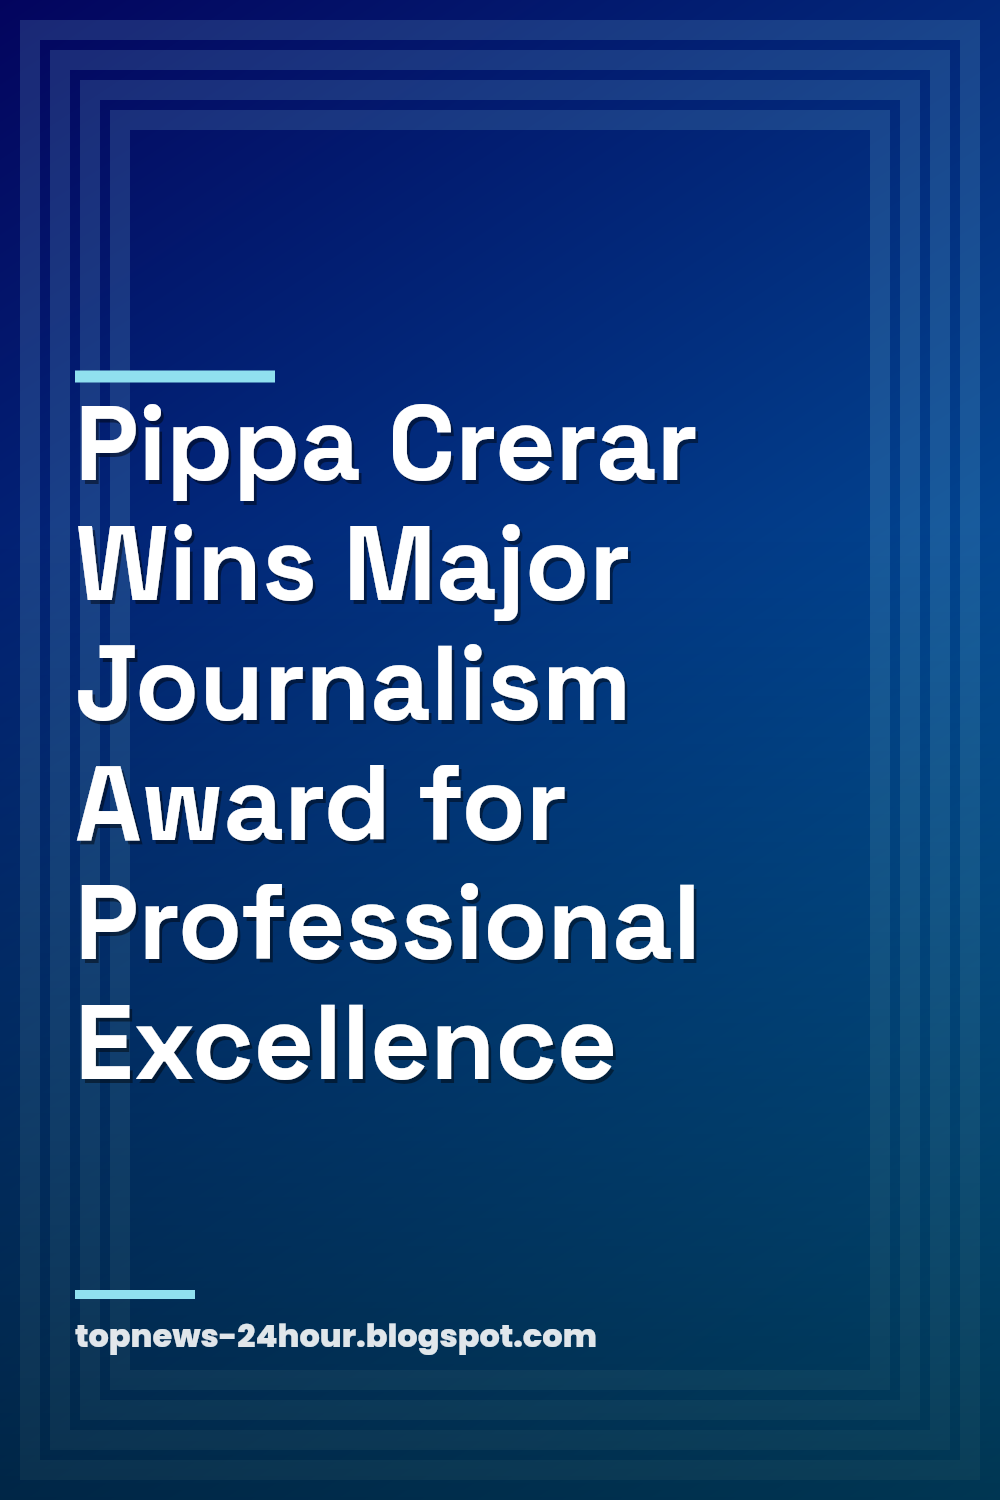 Pippa Crerar
Wins Major
Journalism
Award for
Professional
Excellence
topnews-24hour.blogspot.com